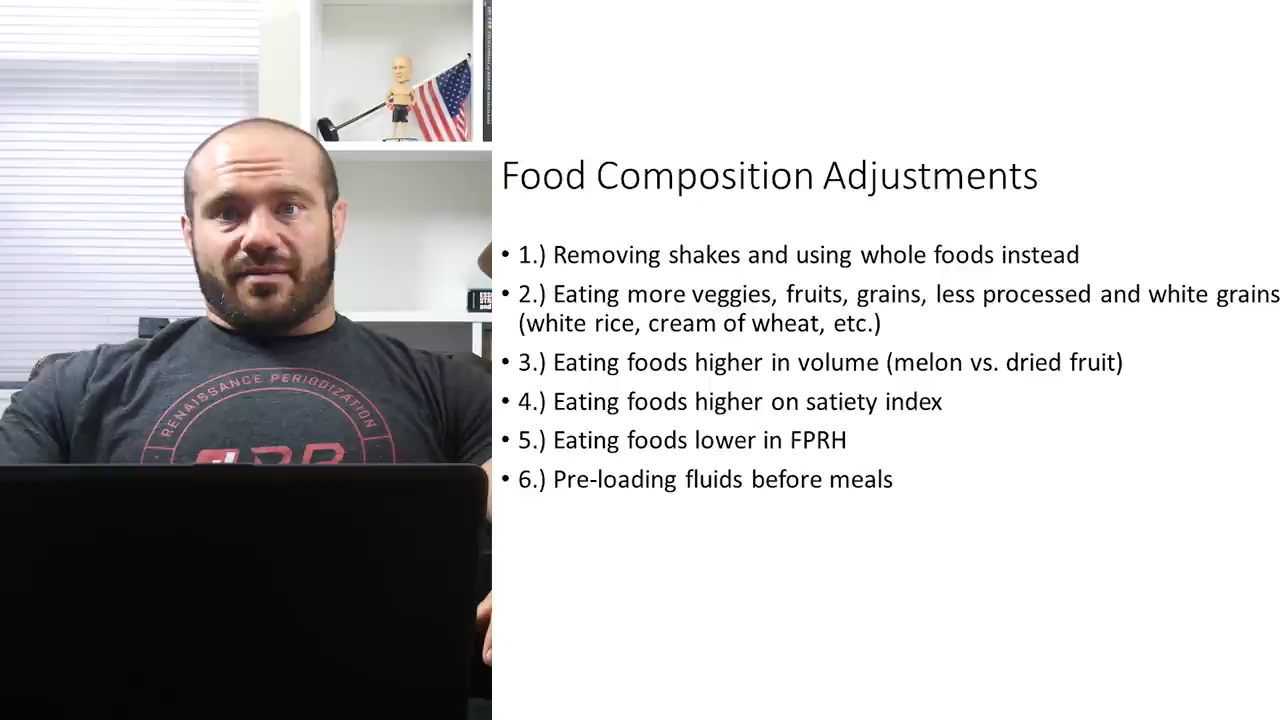 Food Composition Adjustments
• 1.) Removing shakes and using whole foods instead
• 2.) Eating more veggies, fruits, grains, less processed and white grains
(white rice, cream of wheat, etc.)
• 3.) Eating foods higher in volume (melon vs. dried fruit)
• 4.) Eating foods higher on satiety index
• 5.) Eating foods lower in FPRH
• 6.) Pre-loading fluids before meals
RENAISSANCE PERIODIZATION
RP